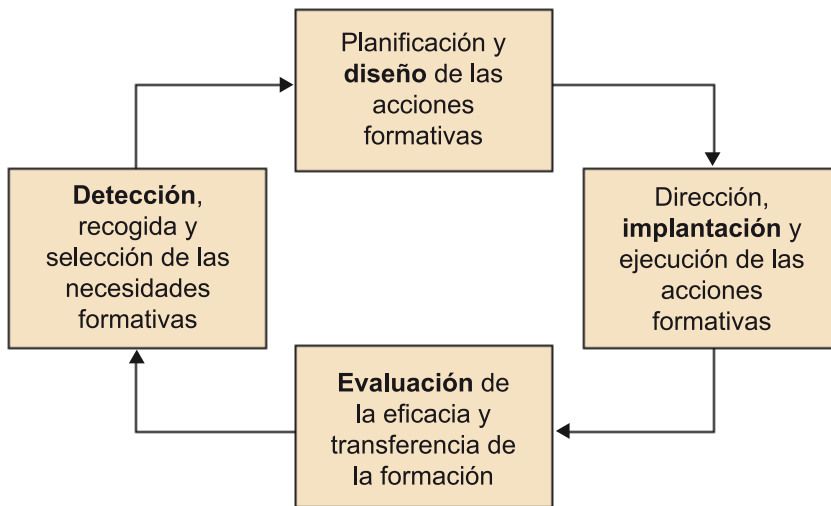 Planificación y
diseño de las
acciones
formativas
Detección,
recogida y
selección de las
necesidades
formativas
Dirección,
implantación y
ejecución de las
acciones
formativas
Evaluación de
la eficacia y
transferencia de
la formación